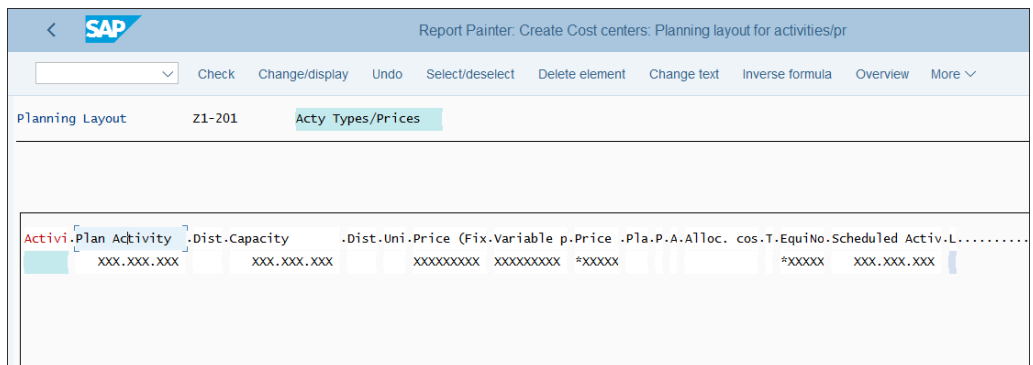 SAP Report Painter: Create Cost centers: Planning layout for activities/pr
Check Change/display Undo Select/deselect Delete element Change text Inverse formula Overview More
Planning Layout Z1-201 Acty Types/Prices
Activi.Plan Activity .Dist.Capacity .Dist.Uni.Price (Fix.Variable p.Price .Pla.P.A.Alloc. cos.T.EquiNo.Scheduled Activ.L..........
XXX.XXX.XXX XXX.XXX.XXX XXXXXXXXX XXXXXXXXX *XXXXX *XXXXX XXX.XXX.XXX